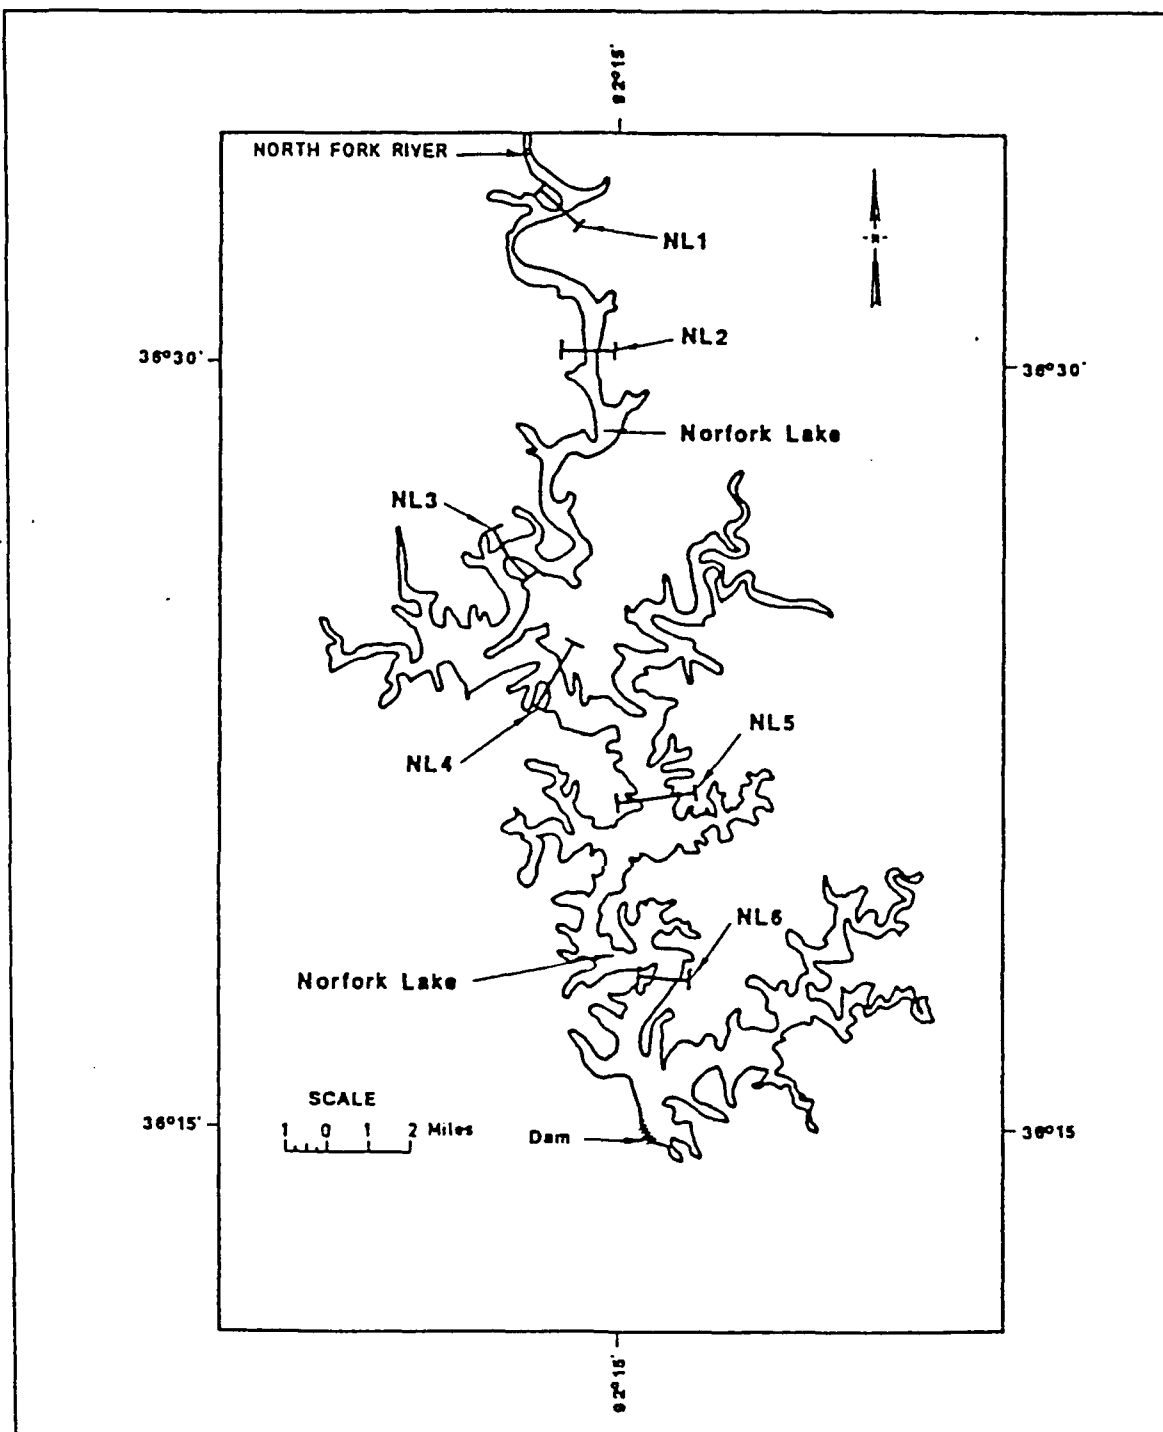 92°15'
NORTH FORK RIVER
NL1
N
NL2
36°30'
36°30'
Norfork Lake
NL3
NL5
NL4
NL6
Norfork Lake
SCALE
1 0 1 2 Miles
36°15'
Dam
36°15
92°15'